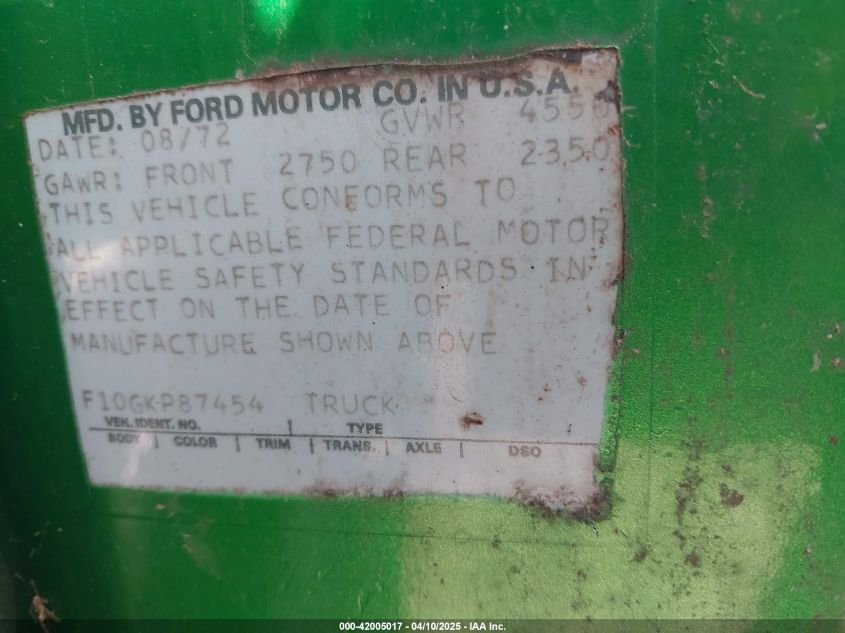 MFD. BY FORD MOTOR CO. IN U.S.A.
DATE: 08/72 GVWR 4550
GAWR: FRONT 2750 REAR 2350
THIS VEHICLE CONFORMS TO
ALL APPLICABLE FEDERAL MOTOR
VEHICLE SAFETY STANDARDS IN
EFFECT ON THE DATE OF
MANUFACTURE SHOWN ABOVE
F10GKP87454 TRUCK
VEH. IDENT. NO. | TYPE
BODY | COLOR | TRIM | TRANS. | AXLE | DSO
000-42005017 - 04/10/2025 - IAA Inc.